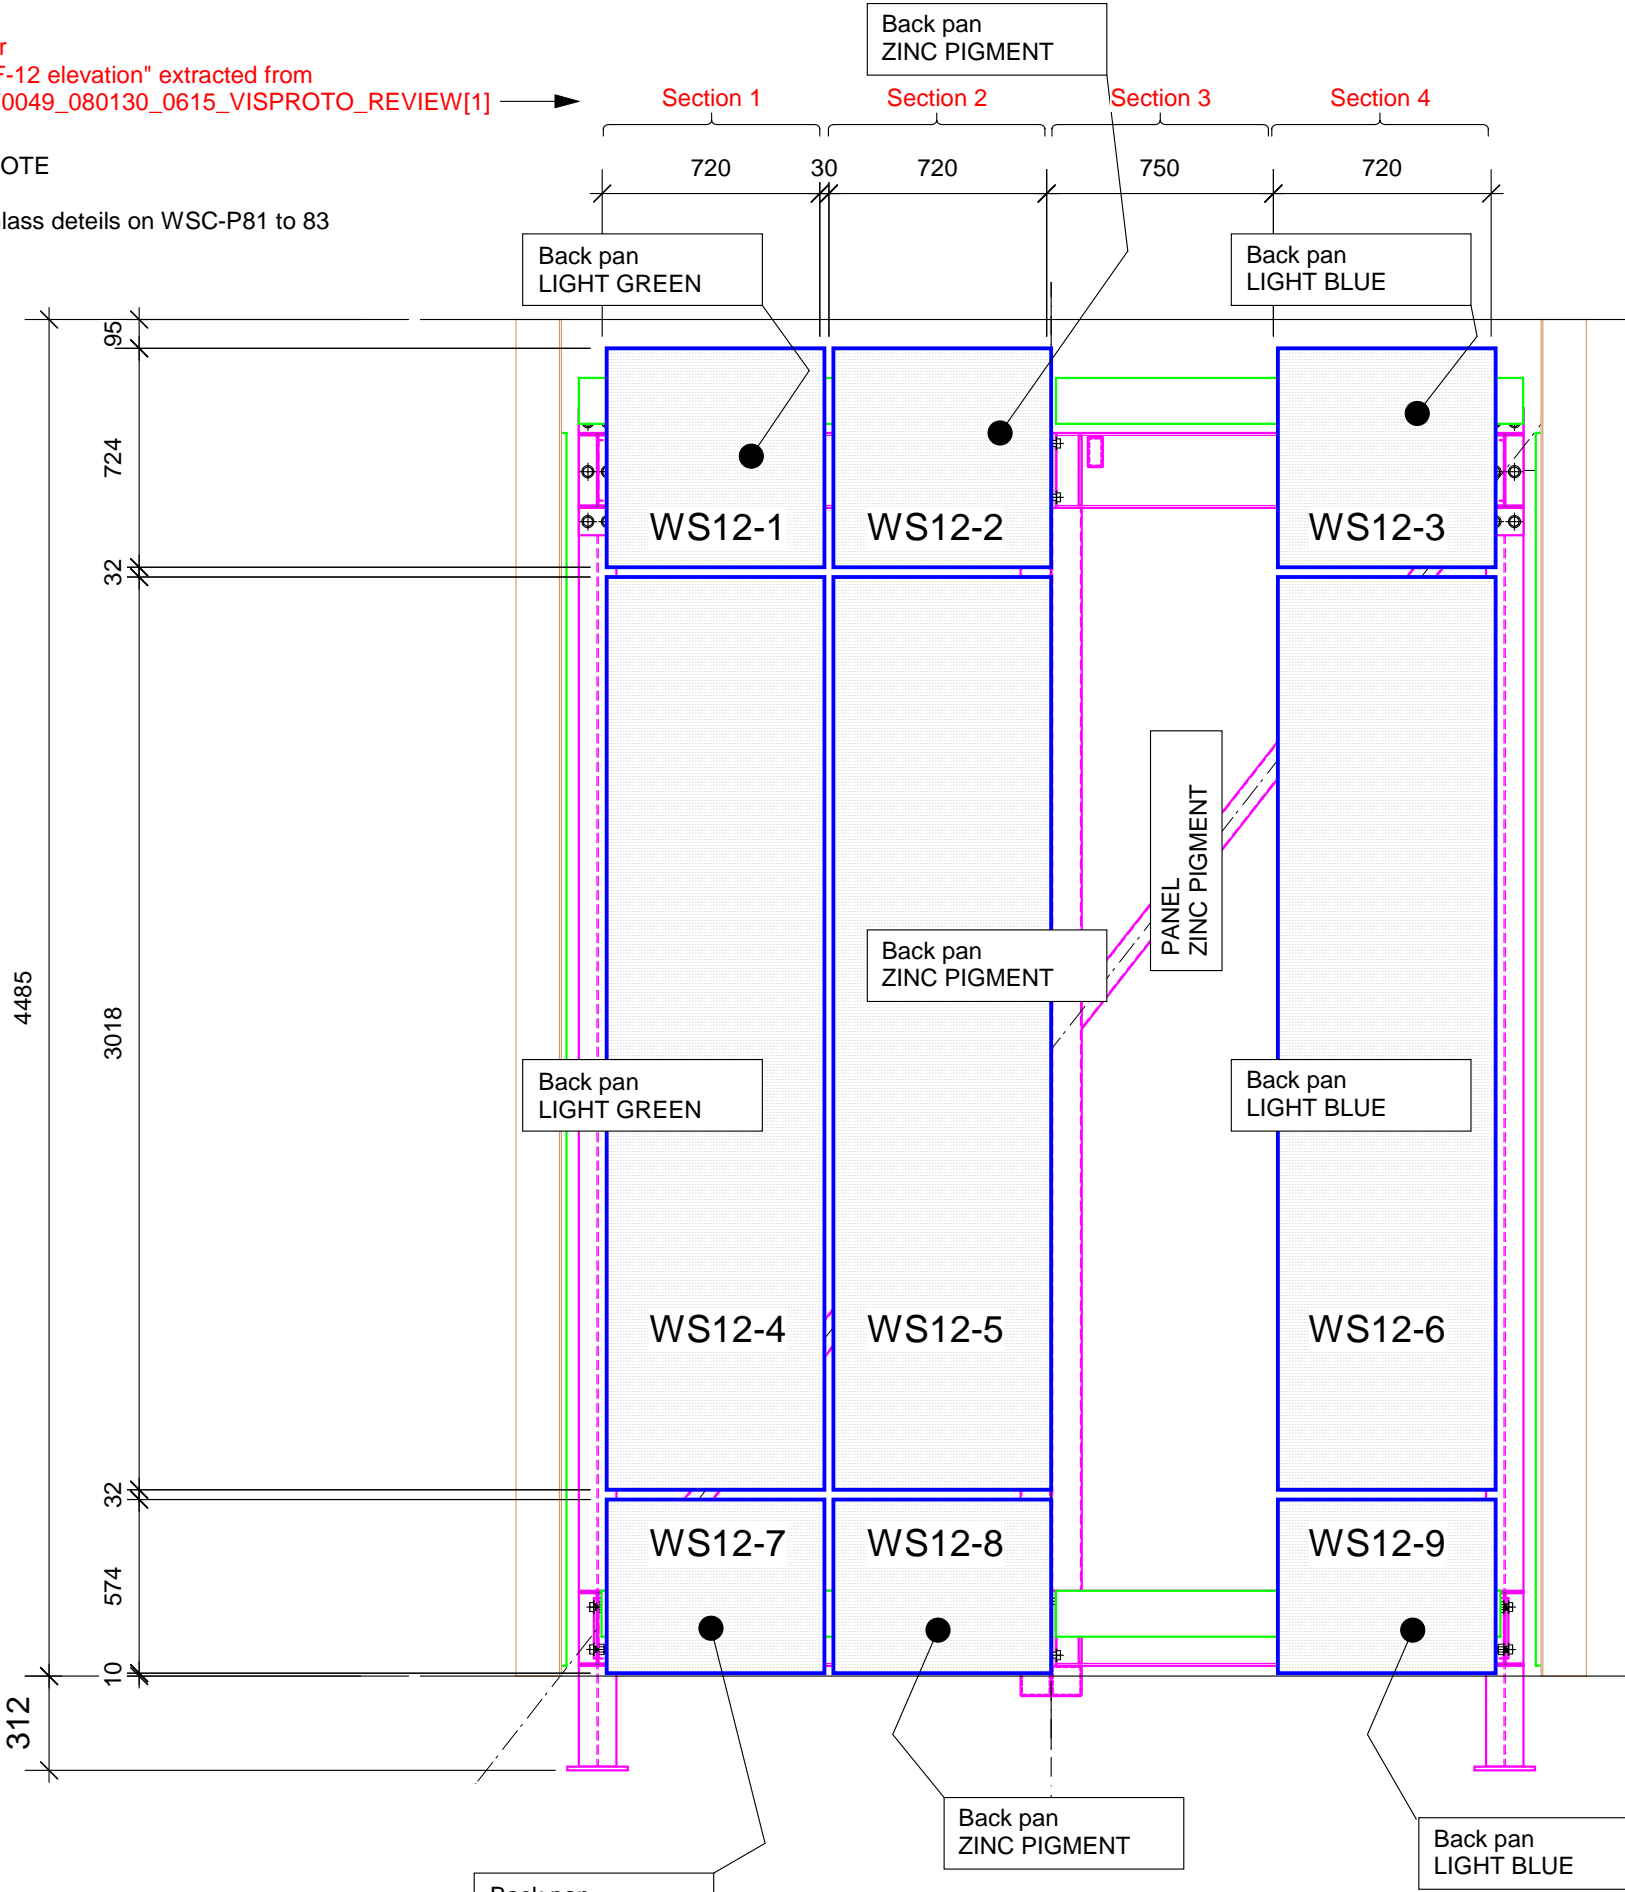 Back pan
ZINC PIGMENT
r
F-12 elevation" extracted from
0049_080130_0615_VISPROTO_REVIEW[1]
Section 1
Section 2
Section 3
Section 4
OTE
720
30
720
750
720
lass deteils on WSC-P81 to 83
Back pan
LIGHT GREEN
Back pan
LIGHT BLUE
95
724
WS12-1
WS12-2
WS12-3
32
PANEL
ZINC PIGMENT
Back pan
ZINC PIGMENT
4485
3018
Back pan
LIGHT GREEN
Back pan
LIGHT BLUE
WS12-4
WS12-5
WS12-6
32
WS12-7
WS12-8
WS12-9
574
10
312
Back pan
ZINC PIGMENT
Back pan
LIGHT BLUE
Back pan